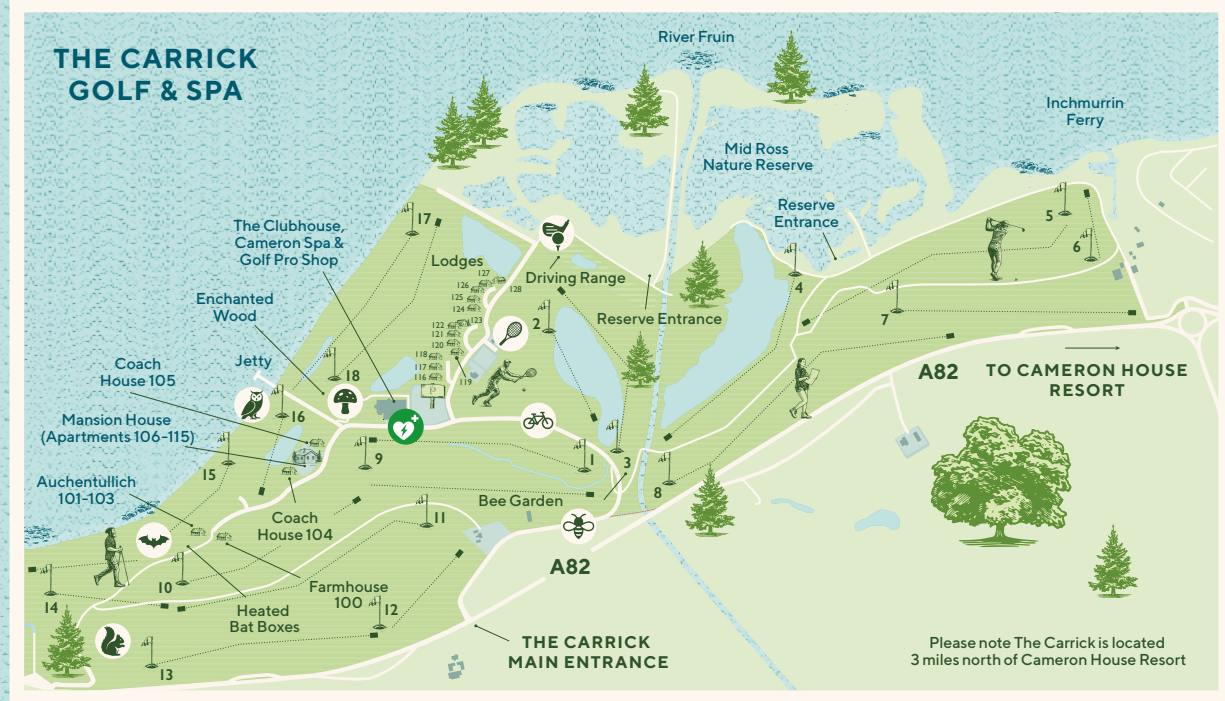 THE CARRICK
GOLF & SPA
River Fruin
Inchmurrin
Ferry
Mid Ross
Nature Reserve
Reserve
Entrance
17
5
6
The Clubhouse,
Cameron Spa &
Golf Pro Shop
Lodges
127
126
128
125
124
123
122
121
120
118
117
116
119
Driving Range
4
Enchanted
Wood
2
Reserve Entrance
7
Jetty
Coach
House 105
18
A82
TO CAMERON HOUSE
RESORT
16
Mansion House
(Apartments 106-115)
15
9
1
3
8
Auchentullich
101-103
Bee Garden
11
Coach
House 104
A82
10
Farmhouse
100
14
12
Heated
Bat Boxes
13
THE CARRICK
MAIN ENTRANCE
Please note The Carrick is located
3 miles north of Cameron House Resort